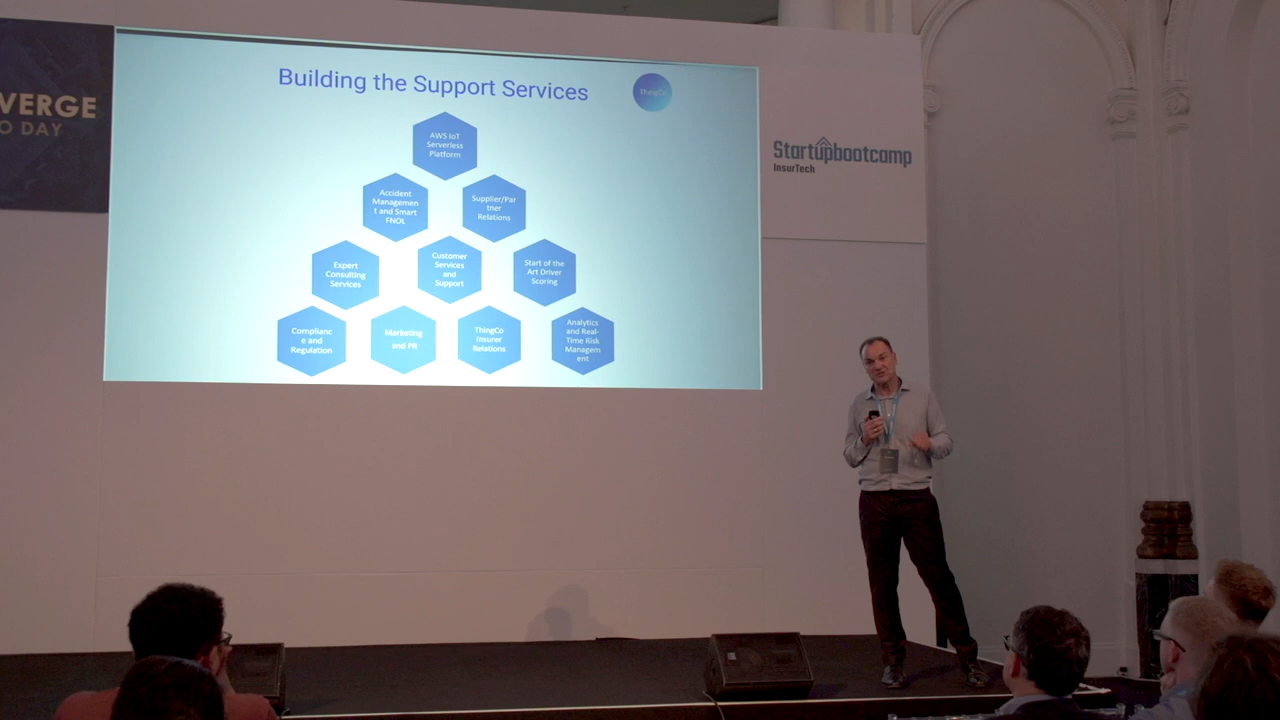 VERGE
O DAY
Building the Support Services
ThingCo
Startupbootcamp
InsurTech
AWS IoT
Serverless
Platform
Accident
Managemen
t and Smart
FNOL
Supplier/Par
tner
Relations
Expert
Consulting
Services
Customer
Services
and
Support
Start of the
Art Driver
Scoring
Complianc
e and
Regulation
Marketing
and PR
ThingCo
Insurer
Relations
Analytics
and Real-
Time Risk
Managem
ent